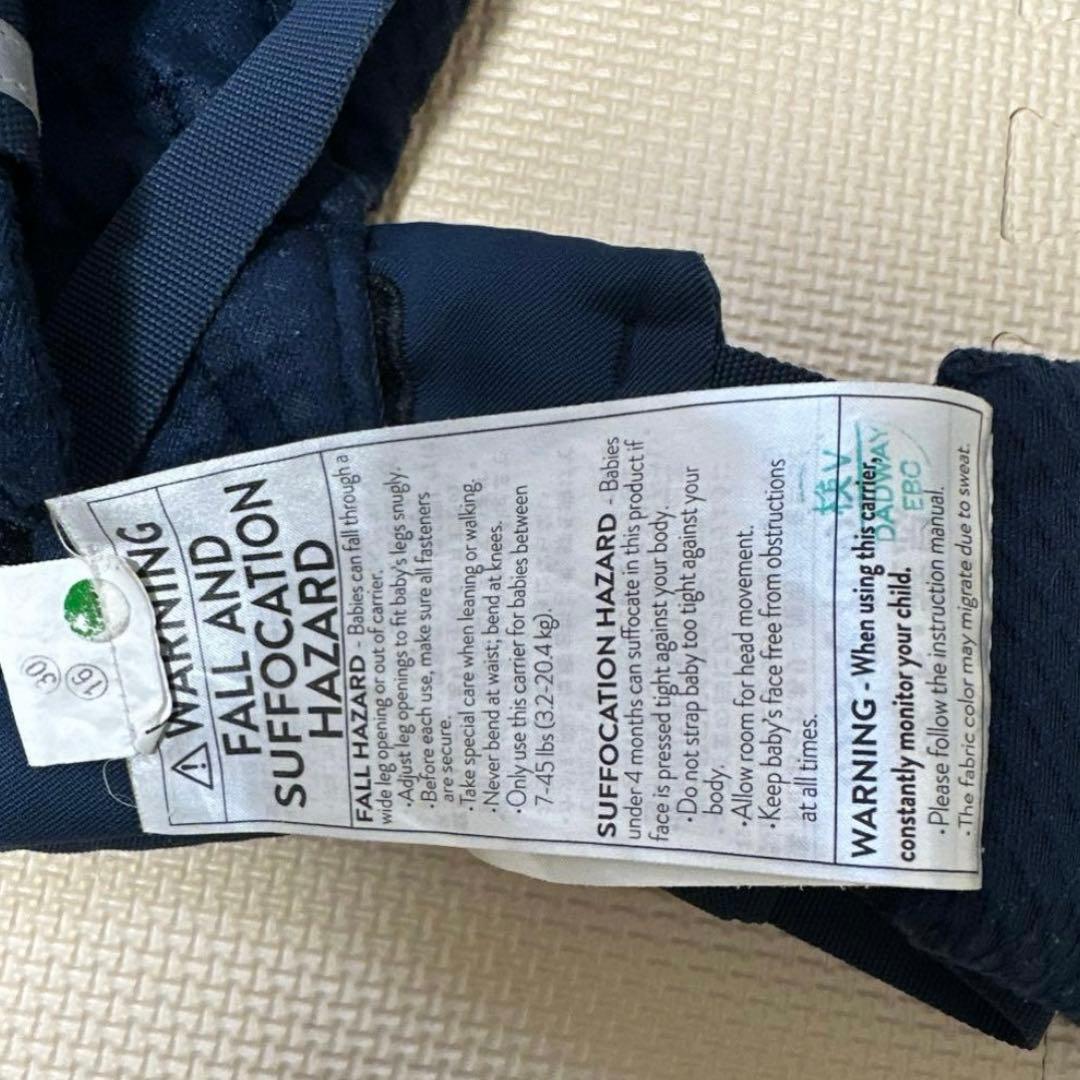 30
16
WARNING
FALL AND
SUFFOCATION
HAZARD
FALL HAZARD - Babies can fall through a
wide leg opening or out of carrier.
•Adjust leg openings to fit baby's legs snugly.
•Before each use, make sure all fasteners
are secure.
•Take special care when leaning or walking.
•Never bend at waist; bend at knees.
•Only use this carrier for babies between
7-45 lbs (3.2-20.4 kg).
SUFFOCATION HAZARD - Babies
under 4 months can suffocate in this product if
face is pressed tight against your body.
•Do not strap baby too tight against your
body.
•Allow room for head movement.
•Keep baby's face free from obstructions
at all times.
WARNING - When using this carrier,
constantly monitor your child.
•Please follow the instruction manual.
•The fabric color may migrate due to sweat.
検V
DADWAY
EBC